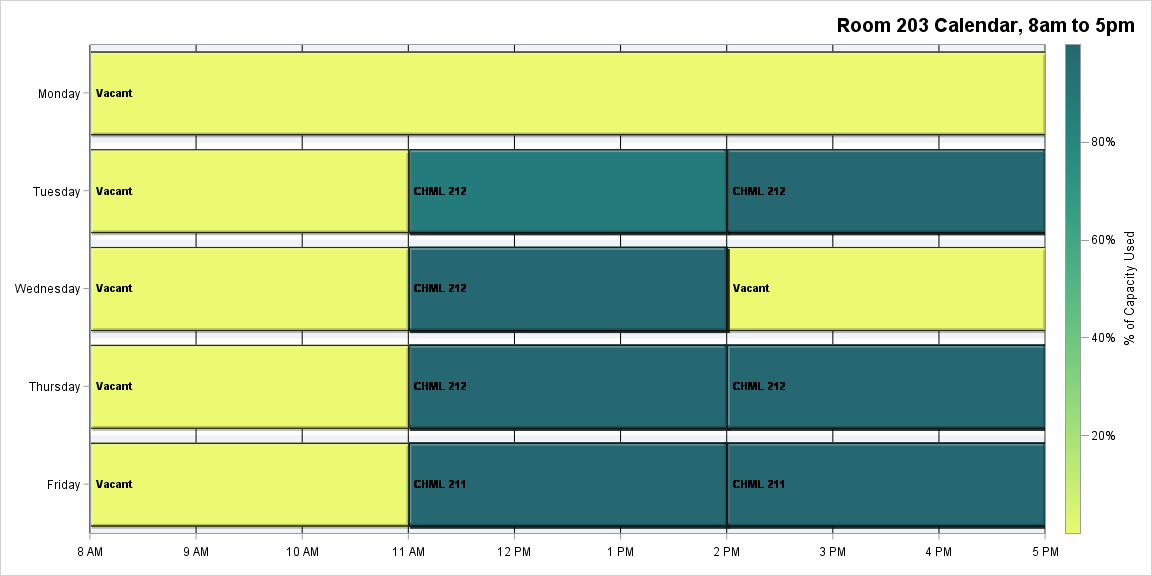 Room 203 Calendar, 8am to 5pm
Monday
Vacant
Tuesday
Vacant
CHML 212
CHML 212
Wednesday
Vacant
CHML 212
Vacant
Thursday
Vacant
CHML 212
CHML 212
Friday
Vacant
CHML 211
CHML 211
8 AM
9 AM
10 AM
11 AM
12 PM
1 PM
2 PM
3 PM
4 PM
5 PM
80%
60%
40%
20%
% of Capacity Used